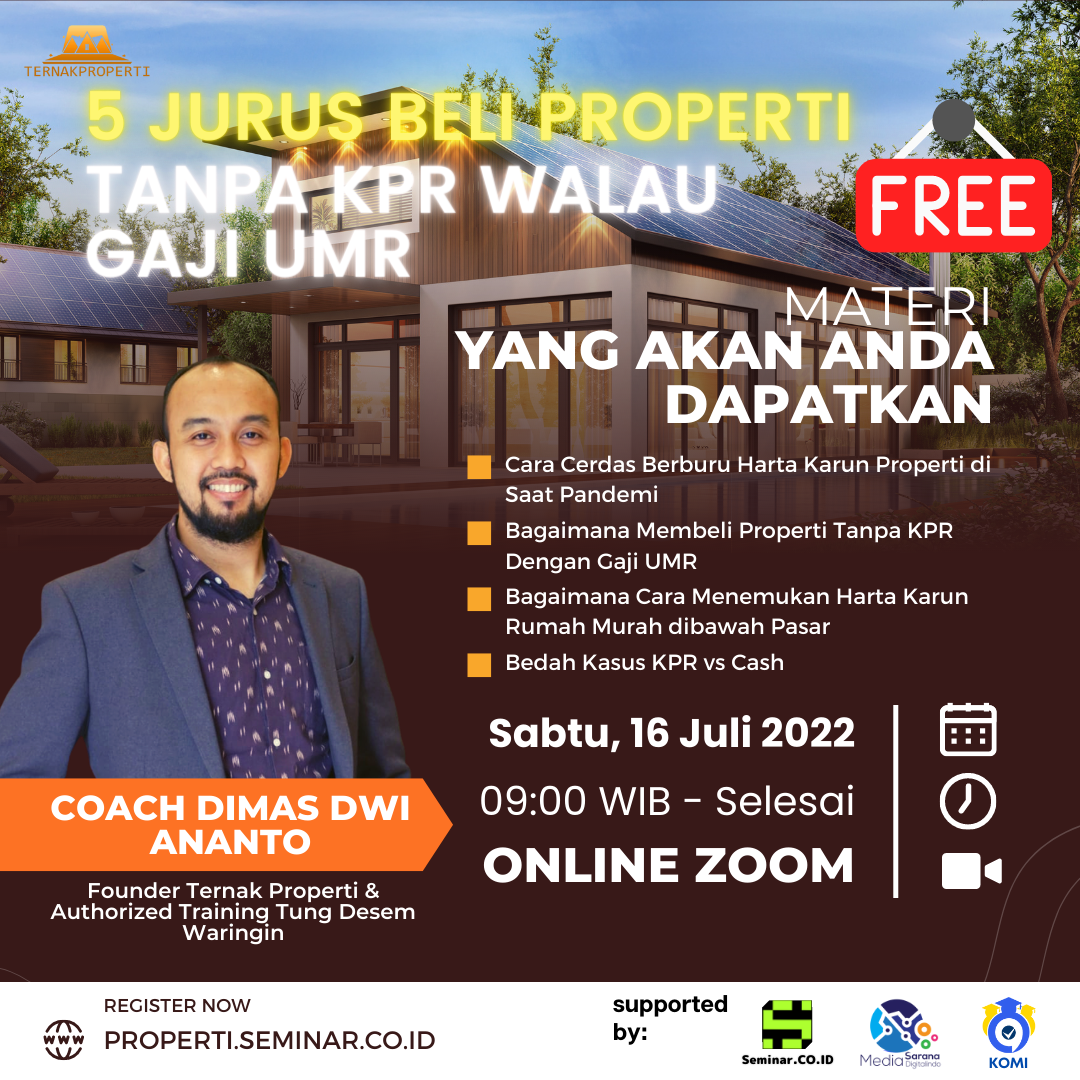 TERNAKPROPERTI
5 JURUS BELI PROPERTI
TANPA KPR WALAU
GAJI UMR
FREE
MATERI
YANG AKAN ANDA
DAPATKAN
Cara Cerdas Berburu Harta Karun Properti di
Saat Pandemi
Bagaimana Membeli Properti Tanpa KPR
Dengan Gaji UMR
Bagaimana Cara Menemukan Harta Karun
Rumah Murah dibawah Pasar
Bedah Kasus KPR vs Cash
Sabtu, 16 Juli 2022
09:00 WIB - Selesai
ONLINE ZOOM
COACH DIMAS DWI
ANANTO
Founder Ternak Properti &
Authorized Training Tung Desem
Waringin
REGISTER NOW
www
PROPERTI.SEMINAR.CO.ID
supported
by:
Seminar.CO.ID
Media Sarana
Digitalindo
KOMI